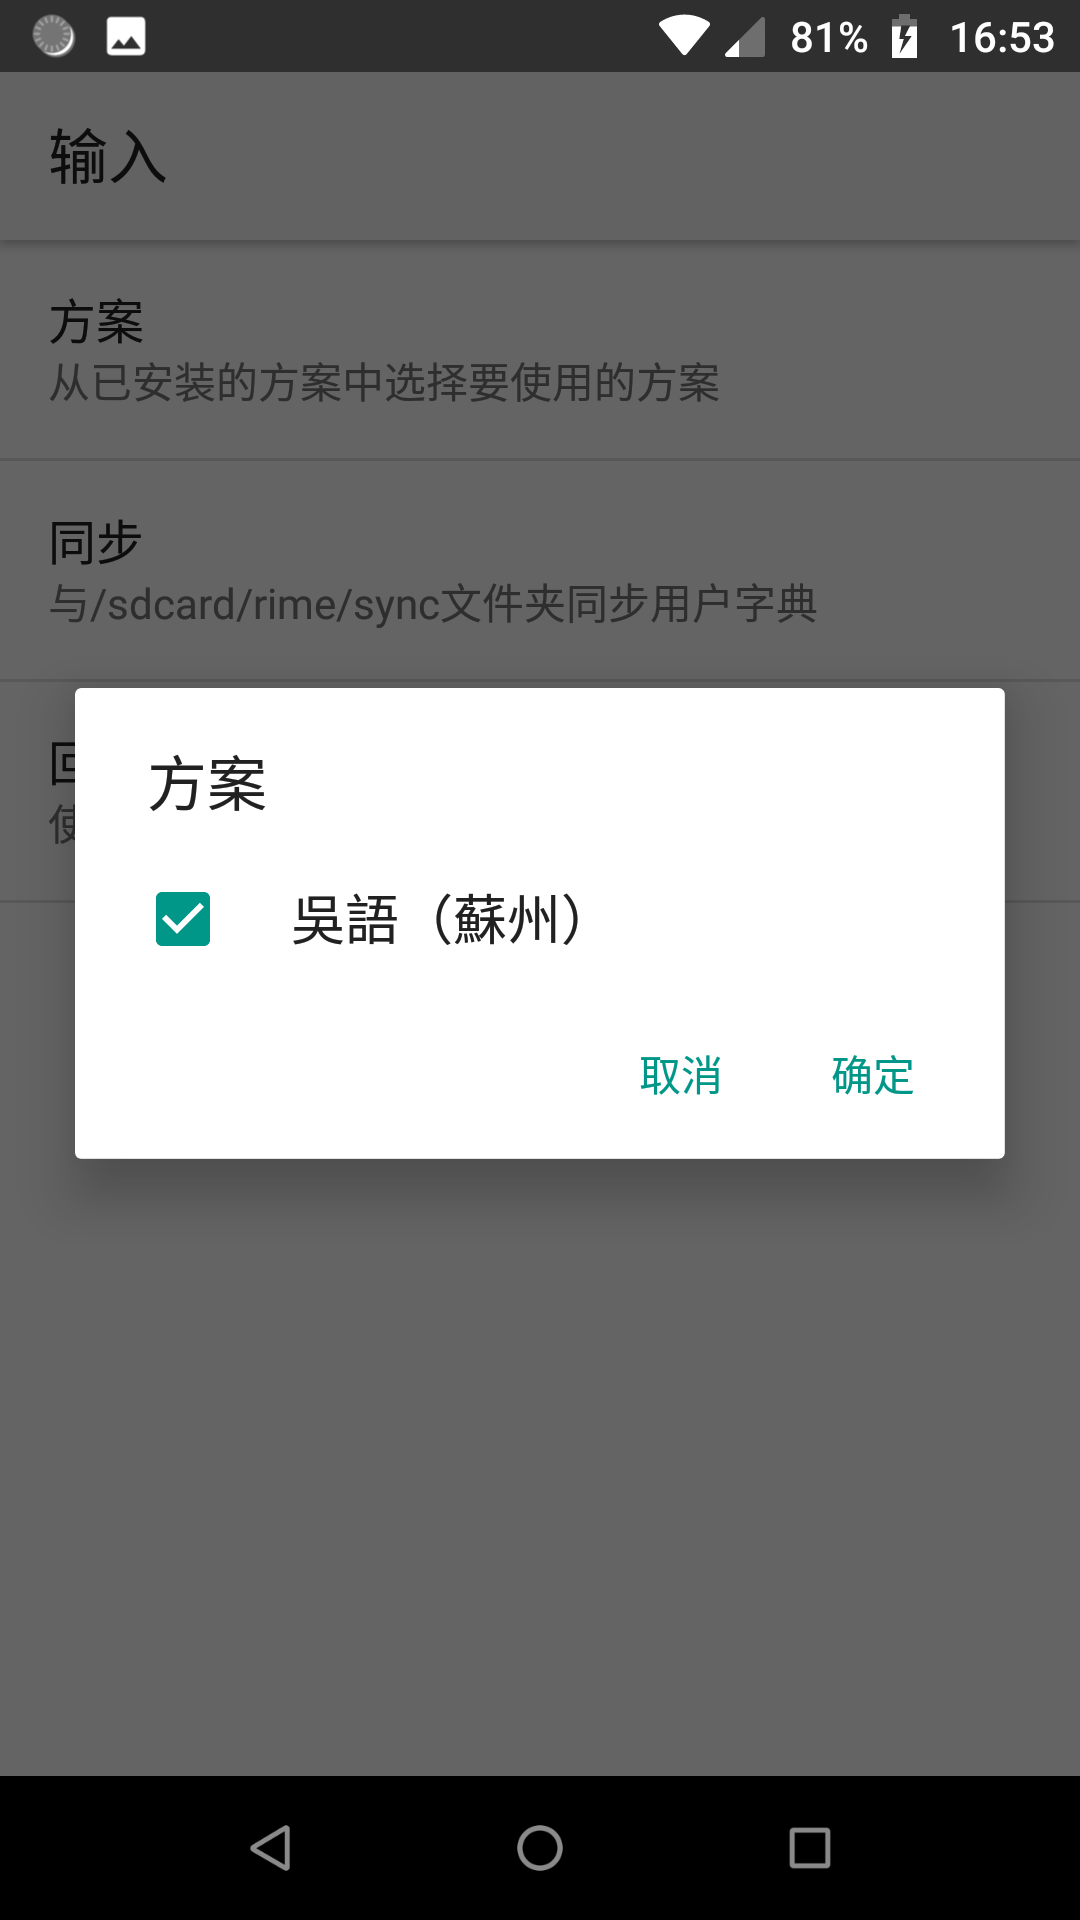 81% 16:53
输入
方案
从已安装的方案中选择要使用的方案
同步
与/sdcard/rime/sync文件夹同步用户字典
方案
吳語（蘇州）
取消 确定